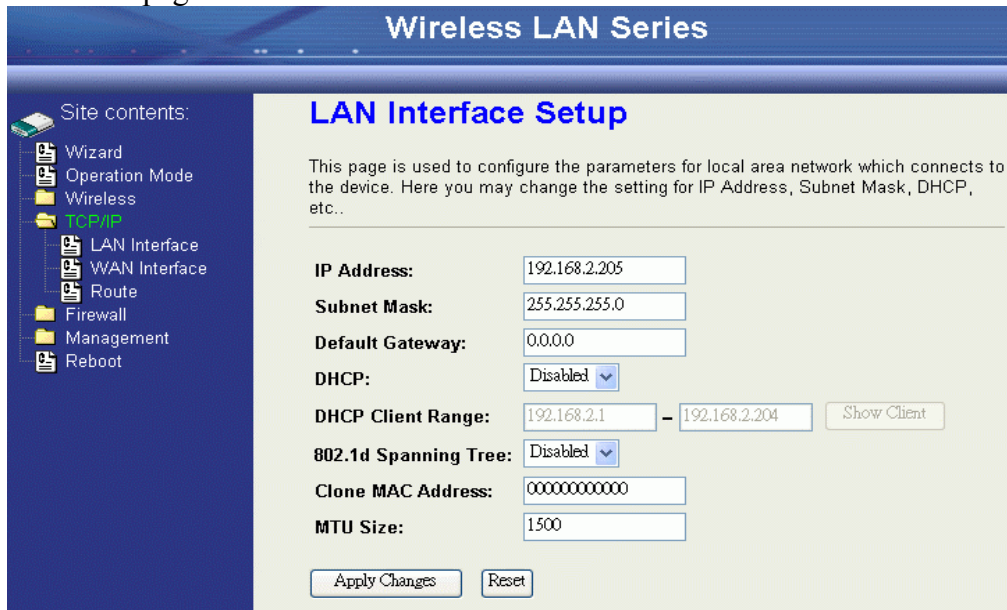 Wireless LAN Series
Site contents:
Wizard
Operation Mode
Wireless
TCP/IP
LAN Interface
WAN Interface
Route
Firewall
Management
Reboot
LAN Interface Setup
This page is used to configure the parameters for local area network which connects to
the device. Here you may change the setting for IP Address, Subnet Mask, DHCP,
etc..
IP Address: 192.168.2.205
Subnet Mask: 255.255.255.0
Default Gateway: 0.0.0.0
DHCP: Disabled
DHCP Client Range: 192.168.2.1 – 192.168.2.204 Show Client
802.1d Spanning Tree: Disabled
Clone MAC Address: 000000000000
MTU Size: 1500
Apply Changes Reset